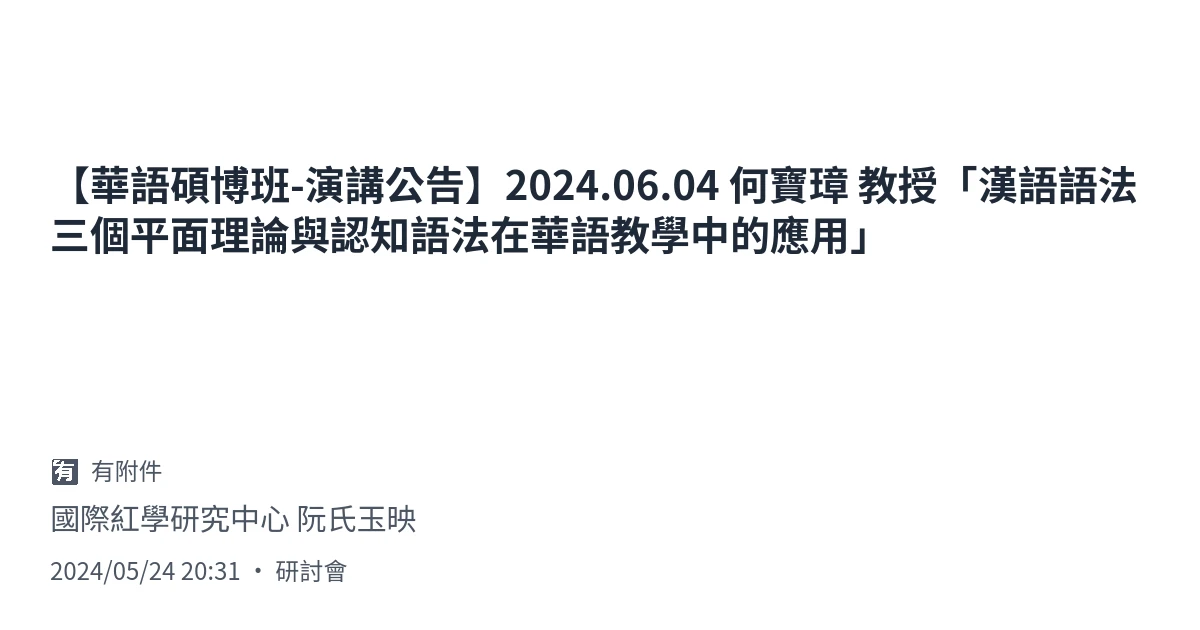 【華語碩博班-演講公告】2024.06.04 何寶璋 教授「漢語語法
三個平面理論與認知語法在華語教學中的應用」
有 有附件
國際紅學研究中心 阮氏玉映
2024/05/24 20:31 • 研討會